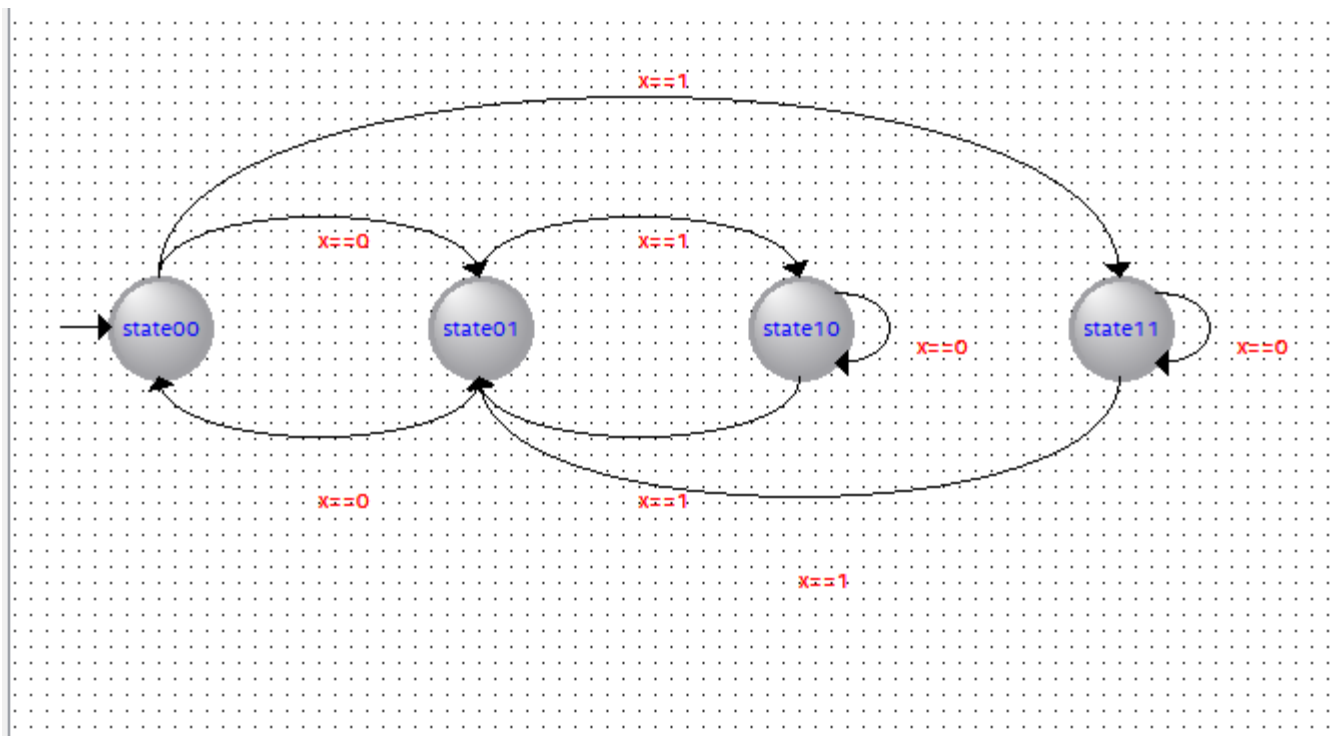 x==1
x==0 x==1
state00 state01 state10 state11
x==0 x==0
x==0 x==1
x==1